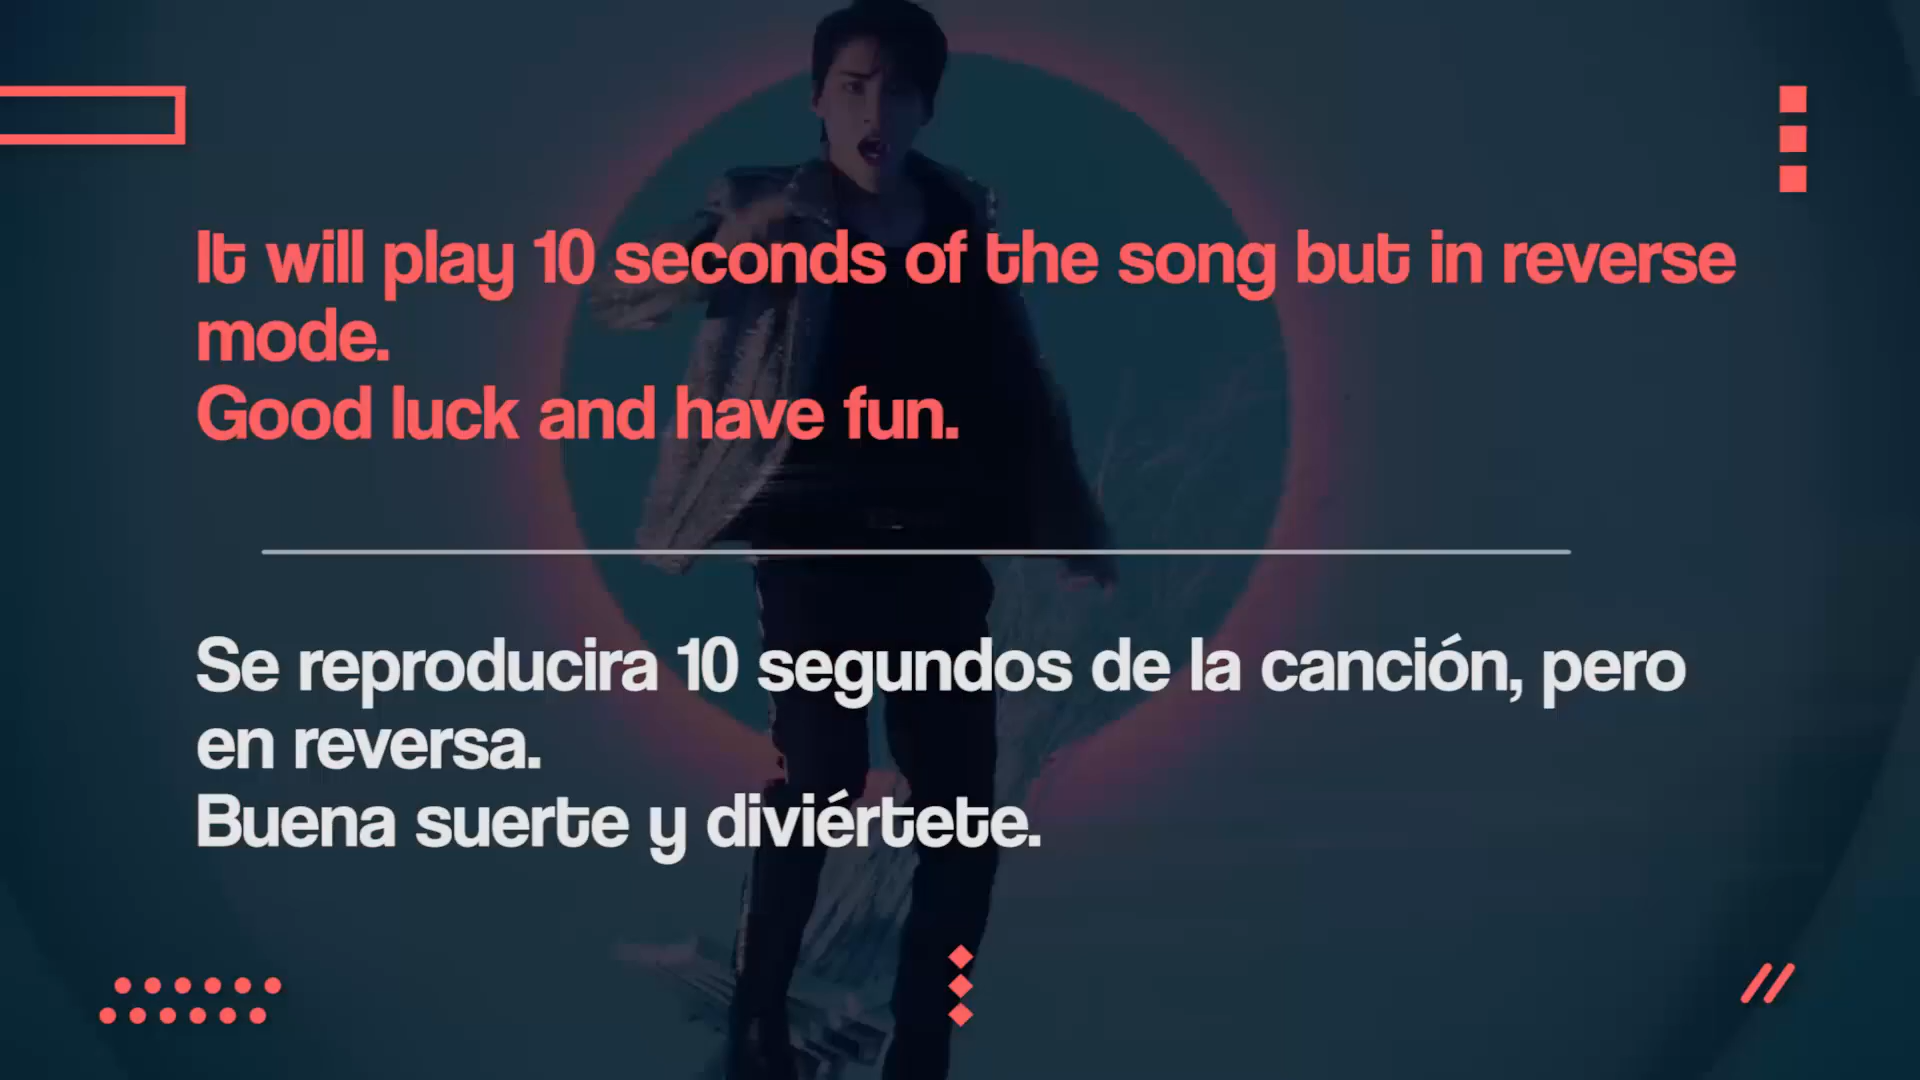 It will play 10 seconds of the song but in reverse
mode.
Good luck and have fun.
Se reproducira 10 segundos de la canción, pero
en reversa.
Buena suerte y diviértete.